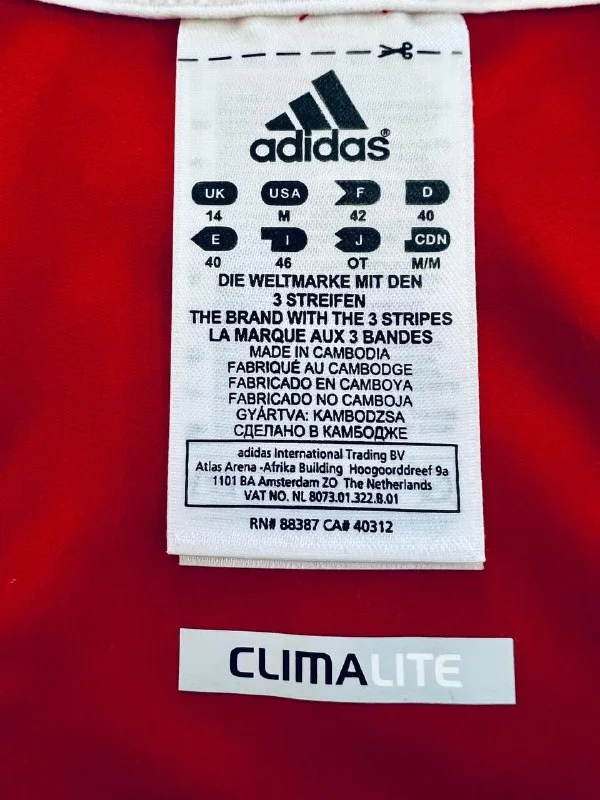 adidas®
UK USA F D
14 M 42 40
E I J CDN
40 46 OT M/M
DIE WELTMARKE MIT DEN
3 STREIFEN
THE BRAND WITH THE 3 STRIPES
LA MARQUE AUX 3 BANDES
MADE IN CAMBODIA
FABRIQUÉ AU CAMBODGE
FABRICADO EN CAMBOYA
FABRICADO NO CAMBOJA
GYÁRTVA: KAMBODZSA
СДЕЛАНО В КАМБОДЖЕ
adidas International Trading BV
Atlas Arena -Afrika Building Hoogoorddreef 9a
1101 BA Amsterdam ZO The Netherlands
VAT NO. NL 8073.01.322.B.01
RN# 88387 CA# 40312
CLIMALITE